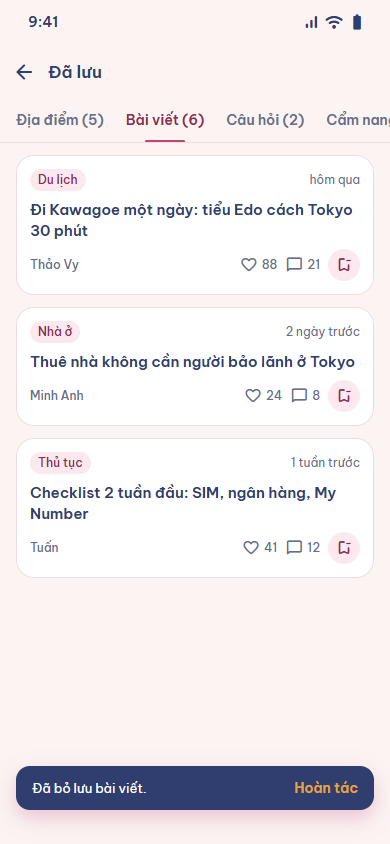 9:41
Đã lưu
Địa điểm (5) Bài viết (6) Câu hỏi (2) Cẩm nang
Du lịch hôm qua
Đi Kawagoe một ngày: tiểu Edo cách Tokyo
30 phút
Thảo Vy 88 21
Nhà ở 2 ngày trước
Thuê nhà không cần người bảo lãnh ở Tokyo
Minh Anh 24 8
Thủ tục 1 tuần trước
Checklist 2 tuần đầu: SIM, ngân hàng, My
Number
Tuấn 41 12
Đã bỏ lưu bài viết. Hoàn tác